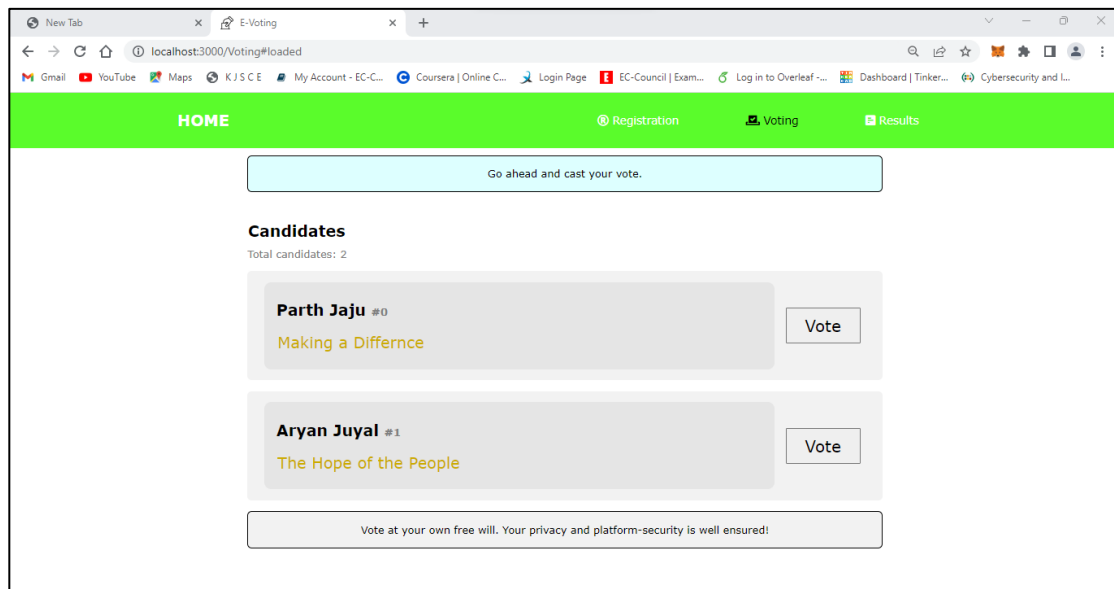 New Tab
E-Voting
localhost:3000/Voting#loaded
Gmail YouTube Maps K J S C E My Account - EC-C... Coursera | Online C... Login Page EC-Council | Exam... Log in to Overleaf -... Dashboard | Tinker... Cybersecurity and I...
HOME Registration Voting Results
Go ahead and cast your vote.
Candidates
Total candidates: 2
Parth Jaju #0
Making a Differnce
Vote
Aryan Juyal #1
The Hope of the People
Vote
Vote at your own free will. Your privacy and platform-security is well ensured!